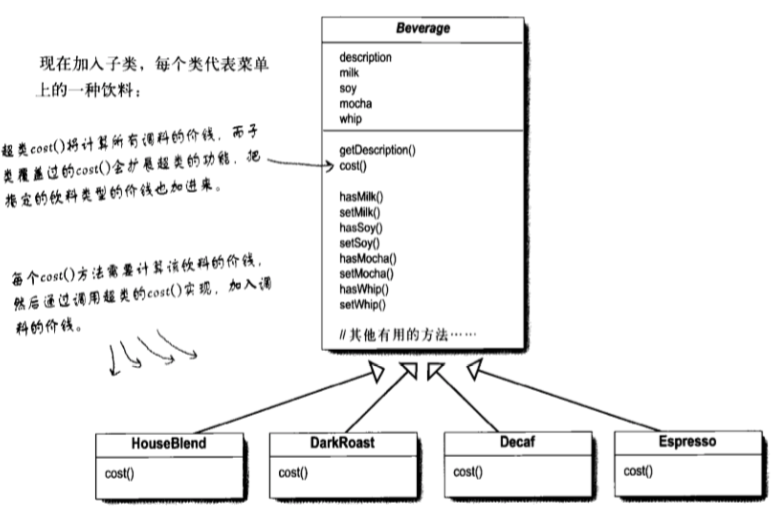 现在加入子类，每个类代表菜单
上的一种饮料：
超类cost()将计算所有调料的价钱，而子
类覆盖过的cost()会扩展超类的功能，把
指定的饮料类型的价钱也加进来。
每个cost()方法需要计算该饮料的价钱，
然后通过调用超类的cost()实现，加入调
料的价钱。
Beverage
description
milk
soy
mocha
whip
getDescription()
cost()
hasMilk()
setMilk()
hasSoy()
setSoy()
hasMocha()
setMocha()
hasWhip()
setWhip()
//其他有用的方法……
HouseBlend
cost()
DarkRoast
cost()
Decaf
cost()
Espresso
cost()